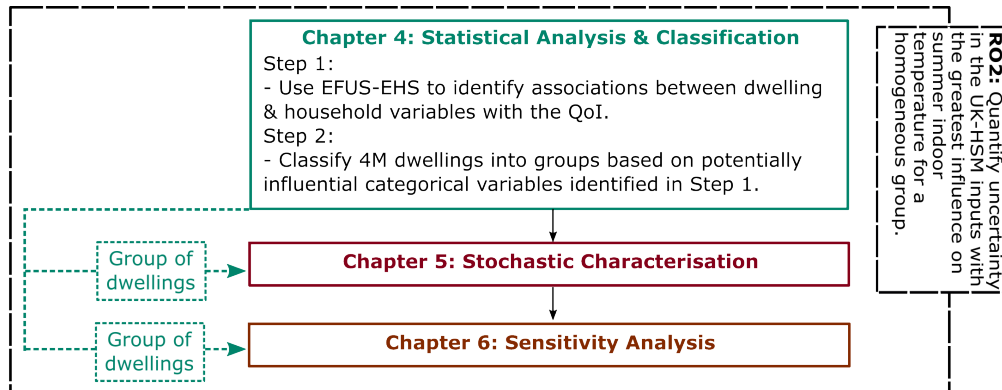 Chapter 4: Statistical Analysis & Classification
Step 1:
- Use EFUS-EHS to identify associations between dwelling
& household variables with the QoI.
Step 2:
- Classify 4M dwellings into groups based on potentially
influential categorical variables identified in Step 1.
Group of
dwellings
Chapter 5: Stochastic Characterisation
Group of
dwellings
Chapter 6: Sensitivity Analysis
RO2: Quantify uncertainty
in the UK-HSM inputs with
the greatest influence on
summer indoor
temperature for a
homogeneous group.